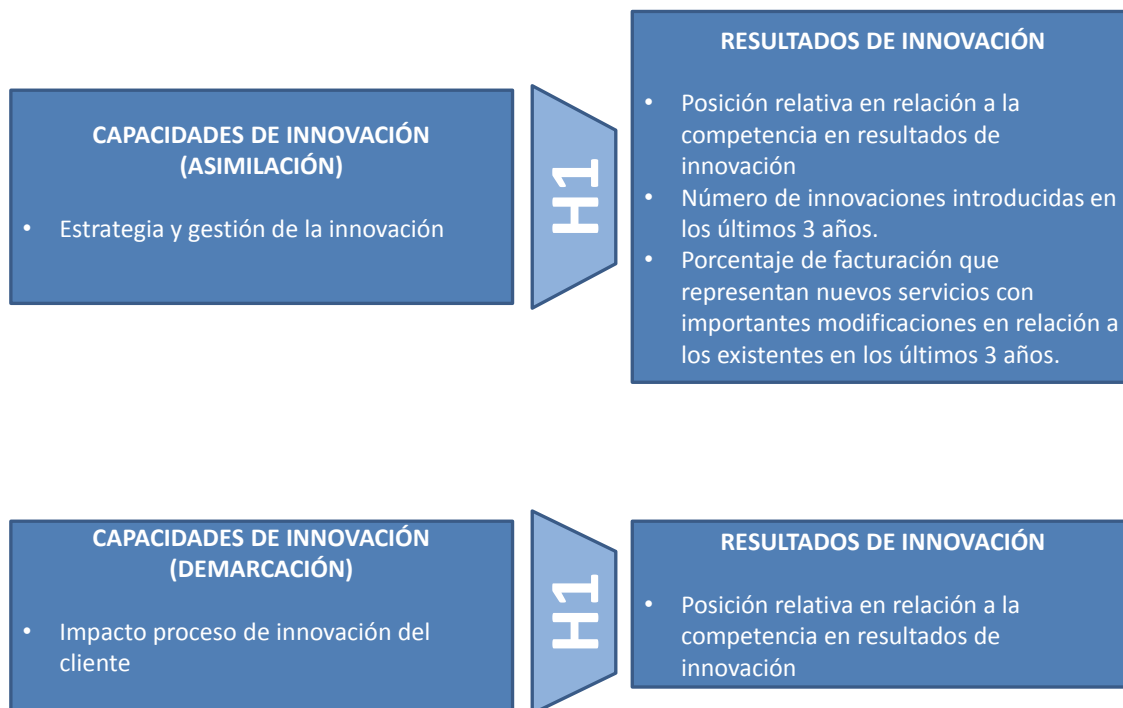 CAPACIDADES DE INNOVACIÓN
(ASIMILACIÓN)
• Estrategia y gestión de la innovación
H1
RESULTADOS DE INNOVACIÓN
• Posición relativa en relación a la
competencia en resultados de
innovación
• Número de innovaciones introducidas en
los últimos 3 años.
• Porcentaje de facturación que
representan nuevos servicios con
importantes modificaciones en relación a
los existentes en los últimos 3 años.
CAPACIDADES DE INNOVACIÓN
(DEMARCACIÓN)
• Impacto proceso de innovación del
cliente
H1
RESULTADOS DE INNOVACIÓN
• Posición relativa en relación a la
competencia en resultados de
innovación